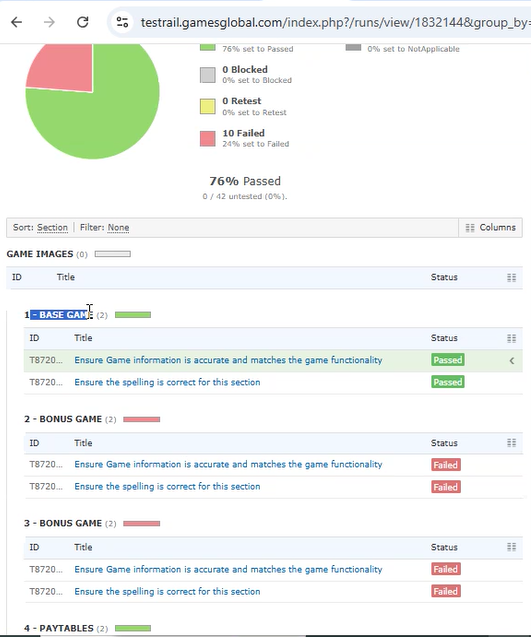 testrail.gamesglobal.com/index.php?/runs/view/1832144&group_by=
76% set to Passed
0% set to NotApplicable
0 Blocked
0% set to Blocked
0 Retest
0% set to Retest
10 Failed
24% set to Failed
76% Passed
0 / 42 untested (0%).
Sort: Section Filter: None Columns
GAME IMAGES (0)
ID Title Status
1 - BASE GAME (2)
ID Title Status
T8720... Ensure Game information is accurate and matches the game functionality Passed
T8720... Ensure the spelling is correct for this section Passed
2 - BONUS GAME (2)
ID Title Status
T8720... Ensure Game information is accurate and matches the game functionality Failed
T8720... Ensure the spelling is correct for this section Failed
3 - BONUS GAME (2)
ID Title Status
T8720... Ensure Game information is accurate and matches the game functionality Failed
T8720... Ensure the spelling is correct for this section Failed
4 - PAYTABLES (2)